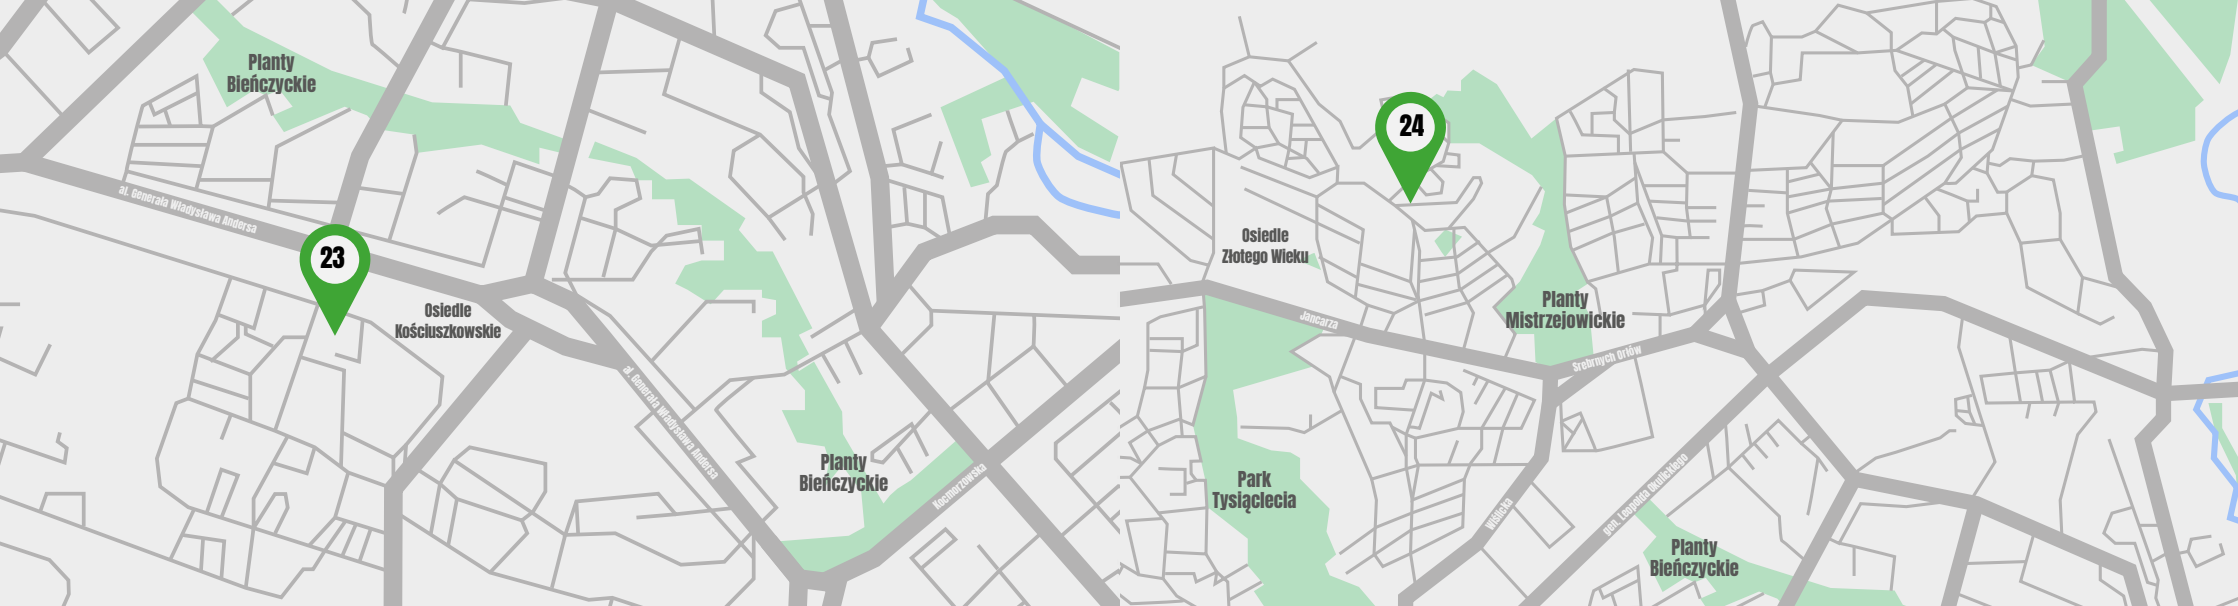 Planty
Bieńczyckie
al. Generała Władysława Andersa
23
Osiedle
Kościuszkowskie
al. Generała Władysława Andersa
Planty
Bieńczyckie
Kocmyrzowska
24
Osiedle
Złotego Wieku
Jancarza
Planty
Mistrzejowickie
Srebrnych Orłów
Park
Tysiąclecia
Wiślicka
gen. Leopolda Okulickiego
Planty
Bieńczyckie